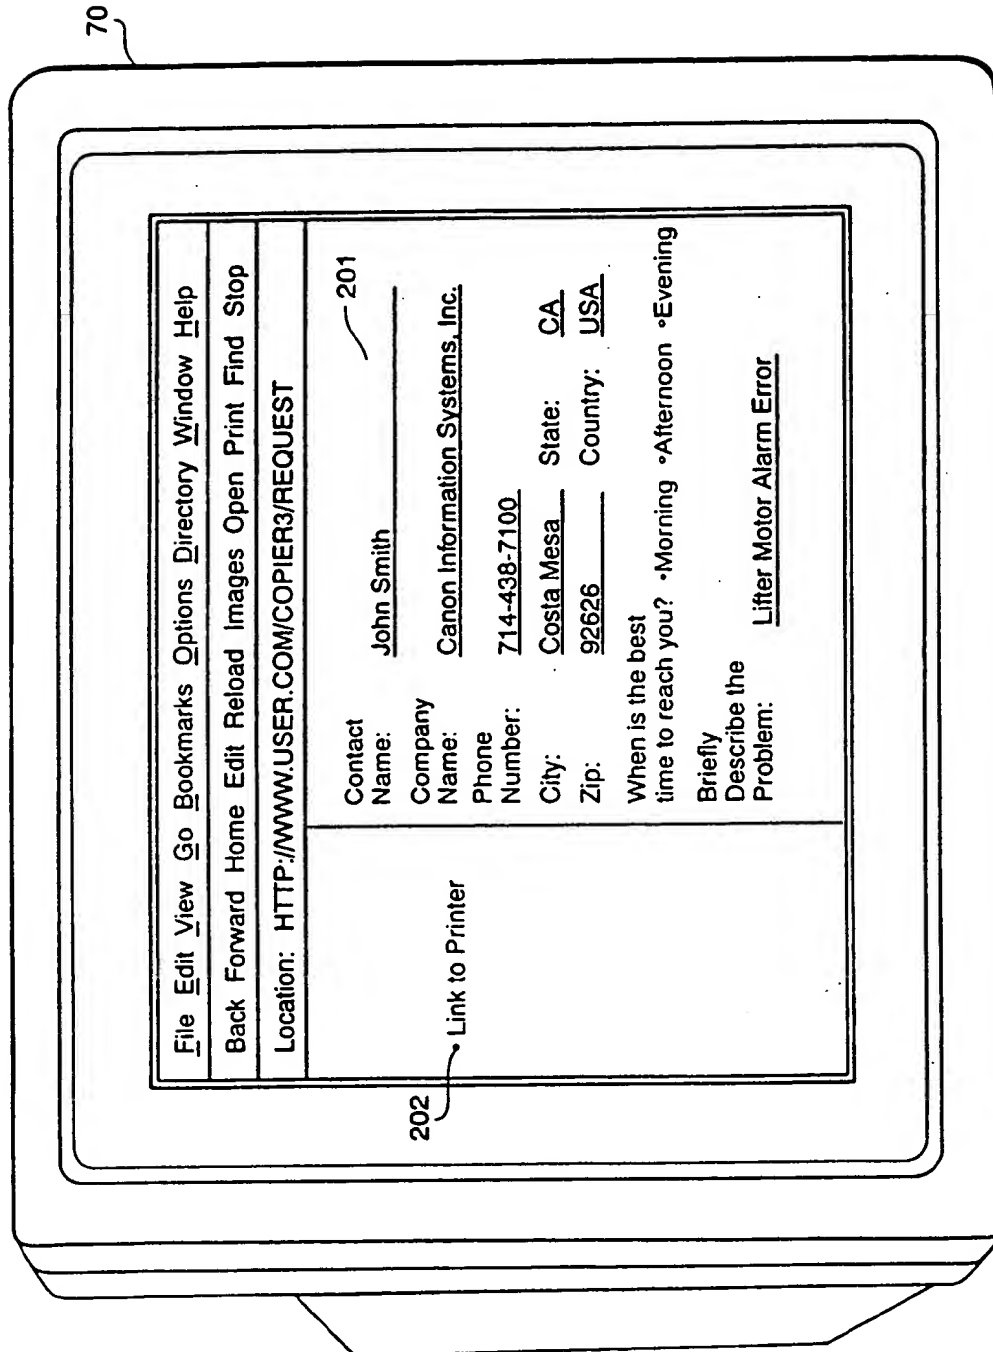 70
File Edit View Go Bookmarks Options Directory Window Help
Back Forward Home Edit Reload Images Open Print Find Stop
Location: HTTP://WWW.USER.COM/COPIER3/REQUEST
201
Contact
Name: John Smith
Company
Name: Canon Information Systems, Inc.
Phone
Number: 714-438-7100
City: Costa Mesa State: CA
Zip: 92626 Country: USA
When is the best
time to reach you? •Morning •Afternoon •Evening
Briefly
Describe the
Problem: Lifter Motor Alarm Error
202
• Link to Printer